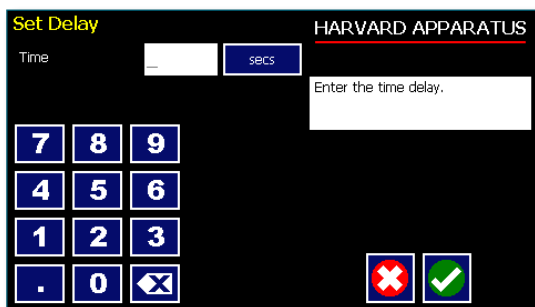 Set Delay
HARVARD APPARATUS
Time _ secs
Enter the time delay.
7 8 9
4 5 6
1 2 3
. 0